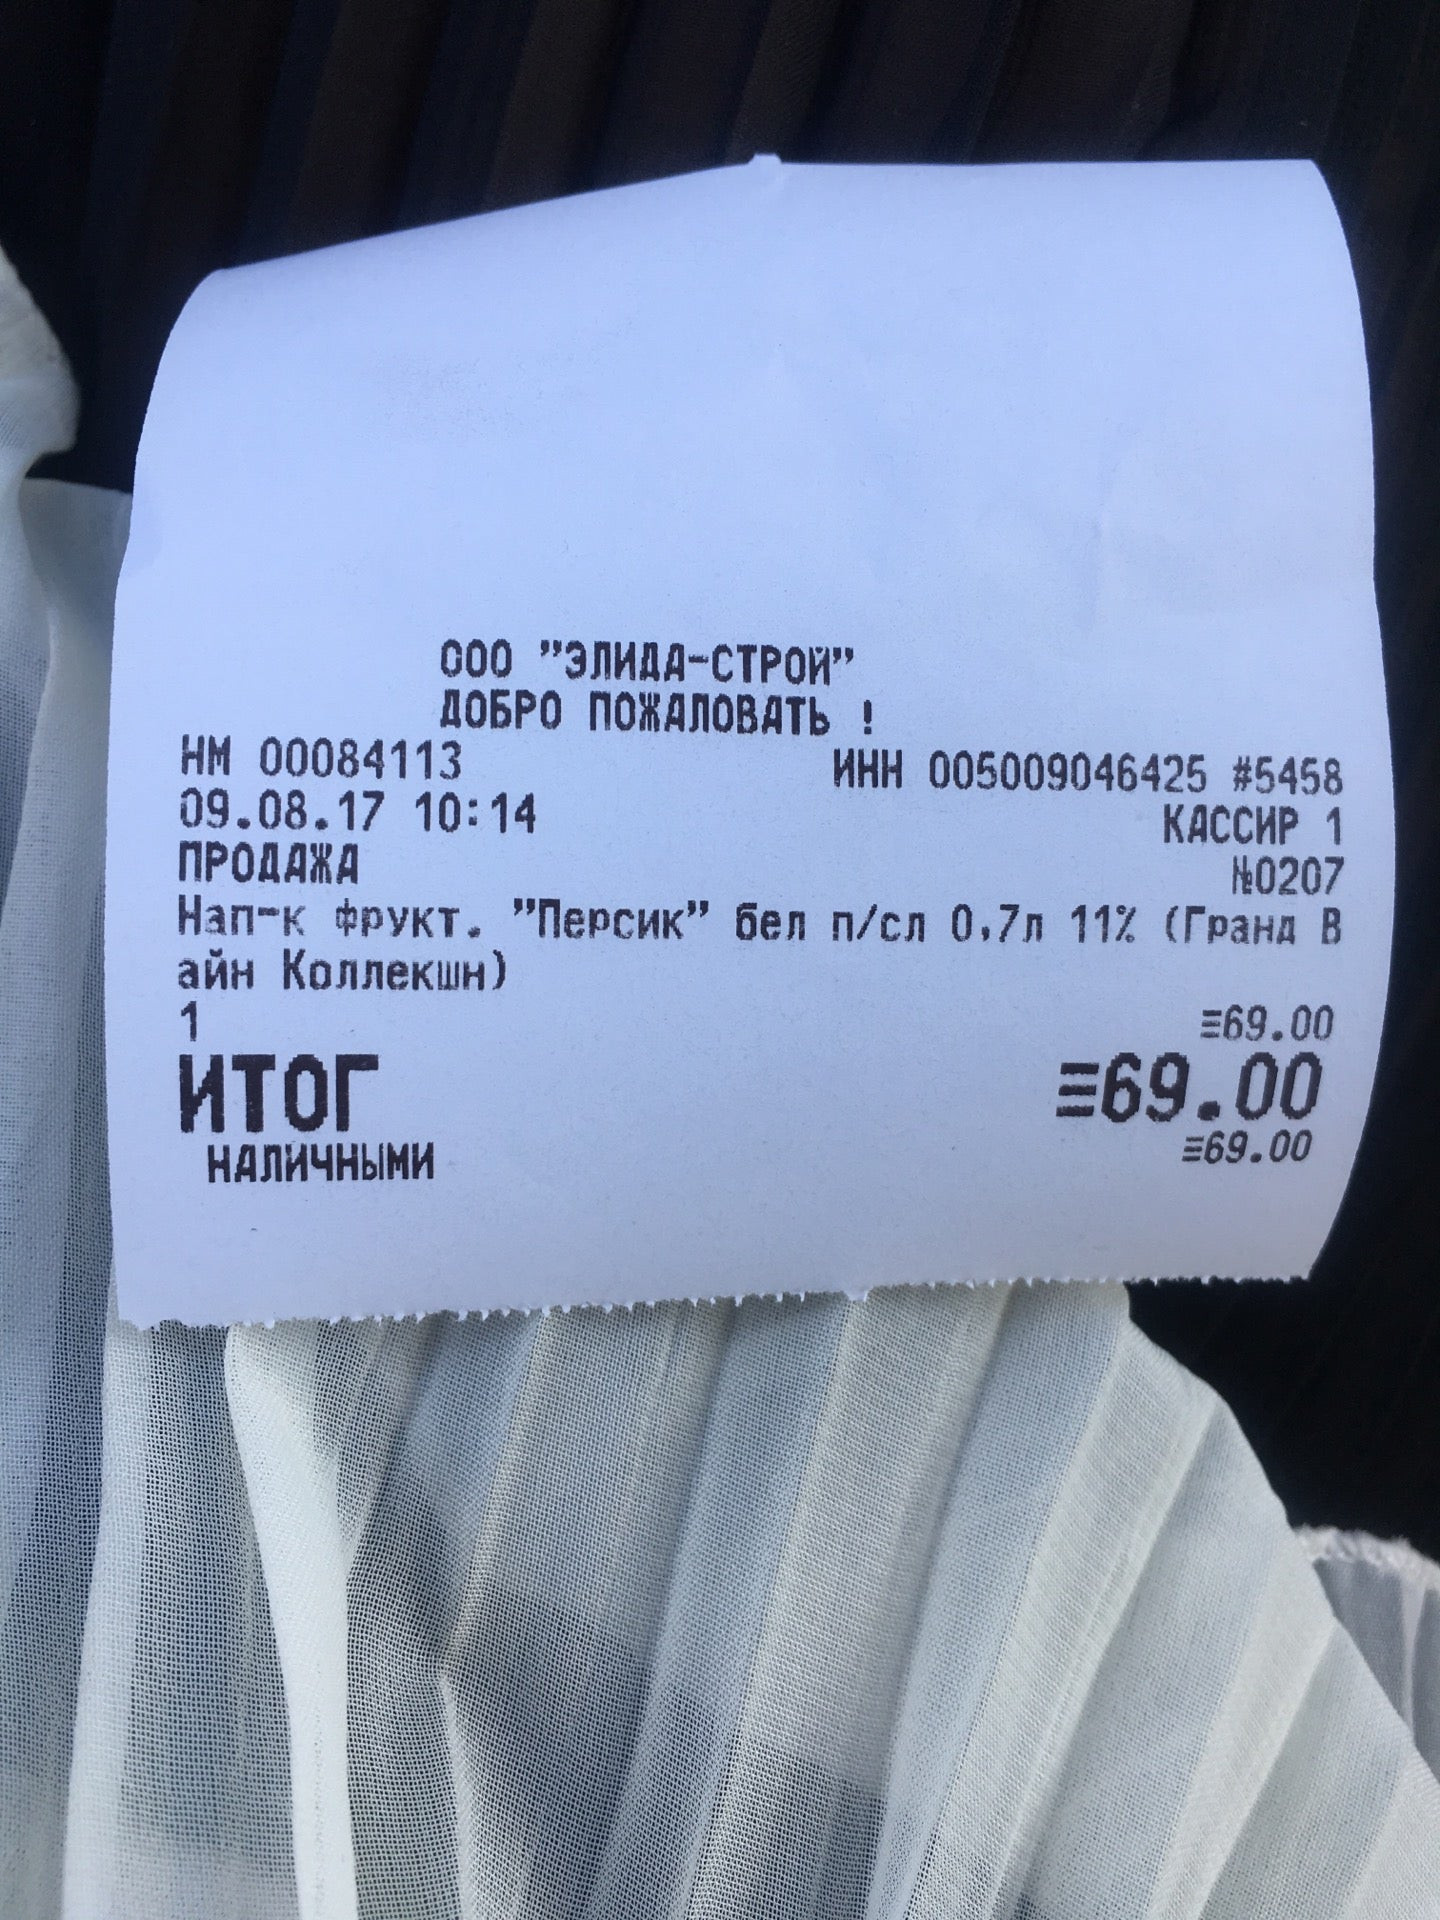 ООО "ЭЛИДА-СТРОЙ"
ДОБРО ПОЖАЛОВАТЬ !
НМ 00084113 ИНН 005009046425 #5458
09.08.17 10:14 КАССИР 1
ПРОДАЖА №0207
Нап-к фрукт. "Персик" бел п/сл 0,7л 11% (Гранд В
айн Коллекшн)
1 ≡69.00
ИТОГ ≡69.00
НАЛИЧНЫМИ ≡69.00